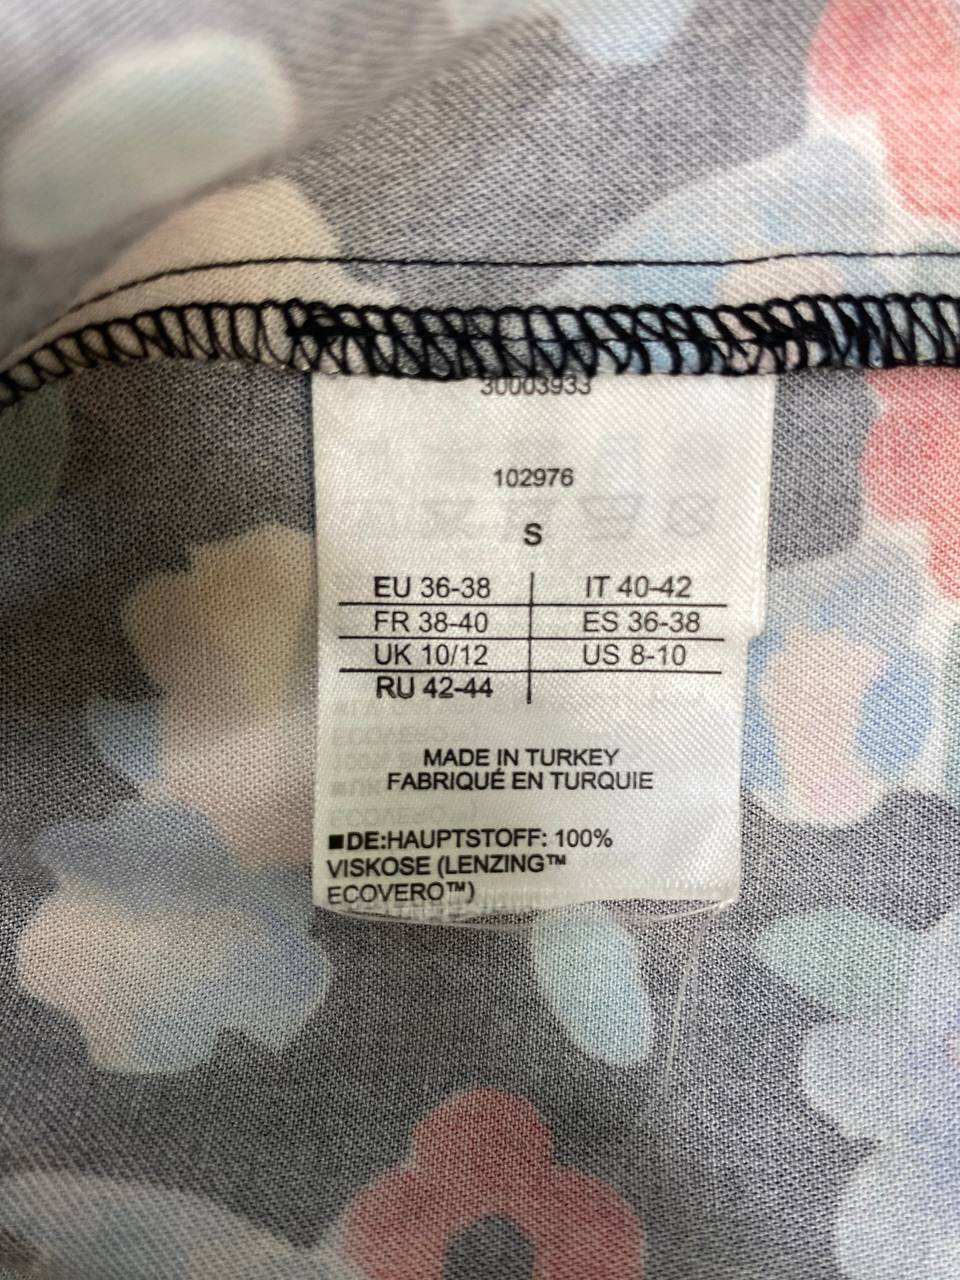 30003933
102976
S
EU 36-38 IT 40-42
FR 38-40 ES 36-38
UK 10/12 US 8-10
RU 42-44
MADE IN TURKEY
FABRIQUÉ EN TURQUIE
■DE:HAUPTSTOFF: 100%
VISKOSE (LENZING™
ECOVERO™)